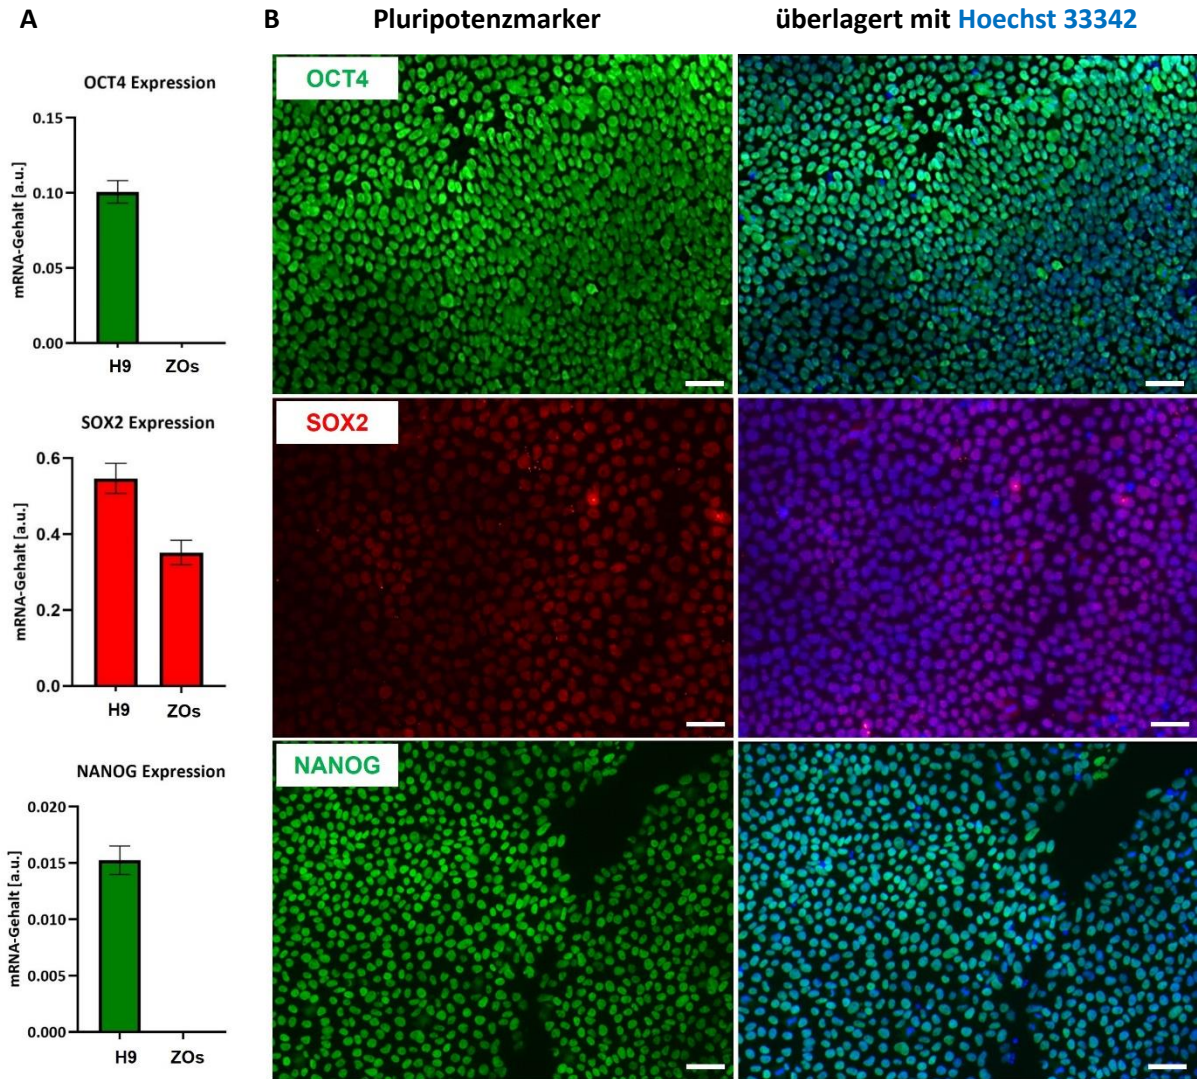 A
B
Pluripotenzmarker
überlagert mit Hoechst 33342
OCT4 Expression
mRNA-Gehalt [a.u.]
0.15
0.10
0.05
0.00
H9
ZOs
OCT4
SOX2 Expression
mRNA-Gehalt [a.u.]
0.6
0.4
0.2
0.0
H9
ZOs
SOX2
NANOG Expression
mRNA-Gehalt [a.u.]
0.020
0.015
0.010
0.005
0.000
H9
ZOs
NANOG